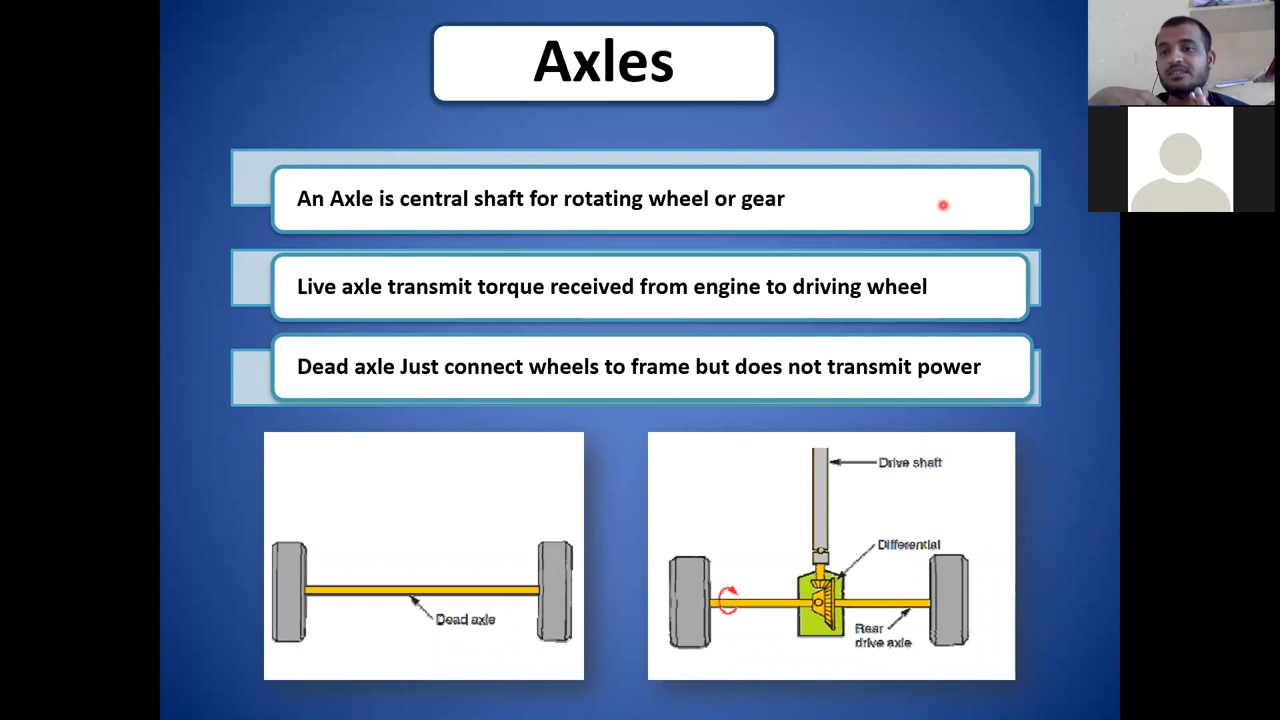 Axles
An Axle is central shaft for rotating wheel or gear
Live axle transmit torque received from engine to driving wheel
Dead axle Just connect wheels to frame but does not transmit power
Dead axle
Drive shaft
Differential
Rear
drive axle